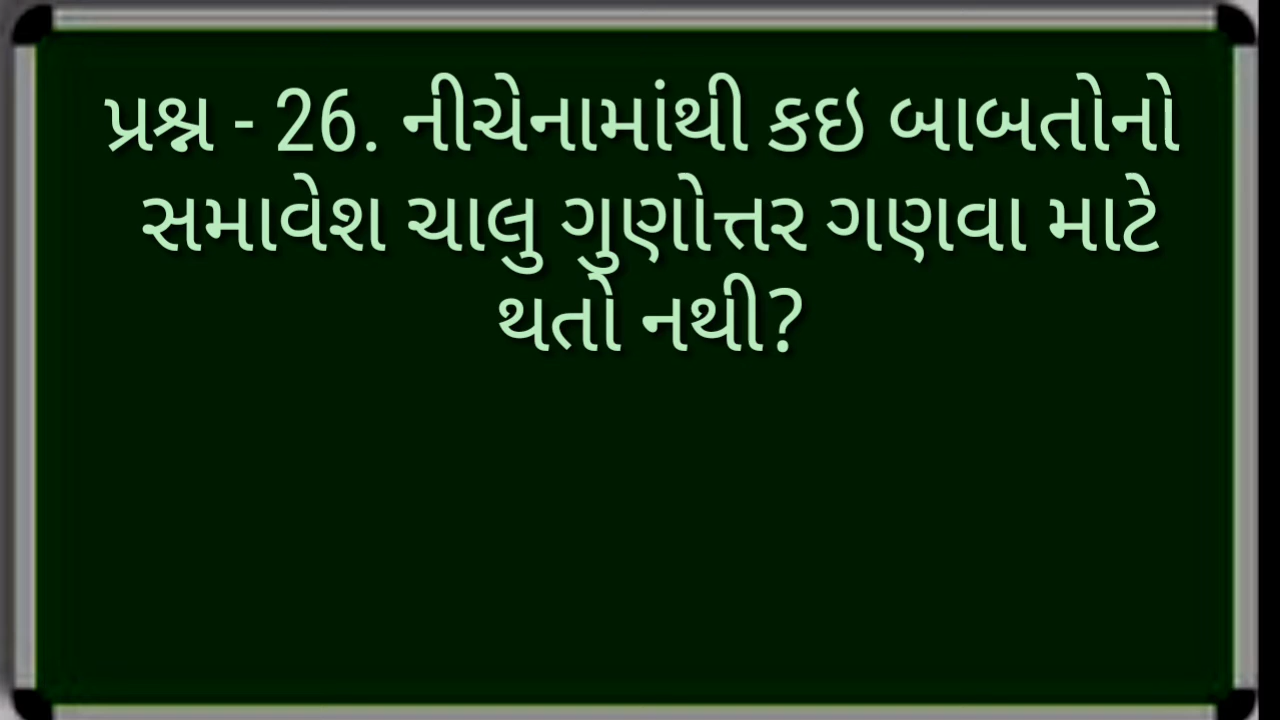 પ્રશ્ન - 26. નીચેનામાંથી કઇ બાબતોનો
સમાવેશ ચાલુ ગુણોત્તર ગણવા માટે
થતો નથી?